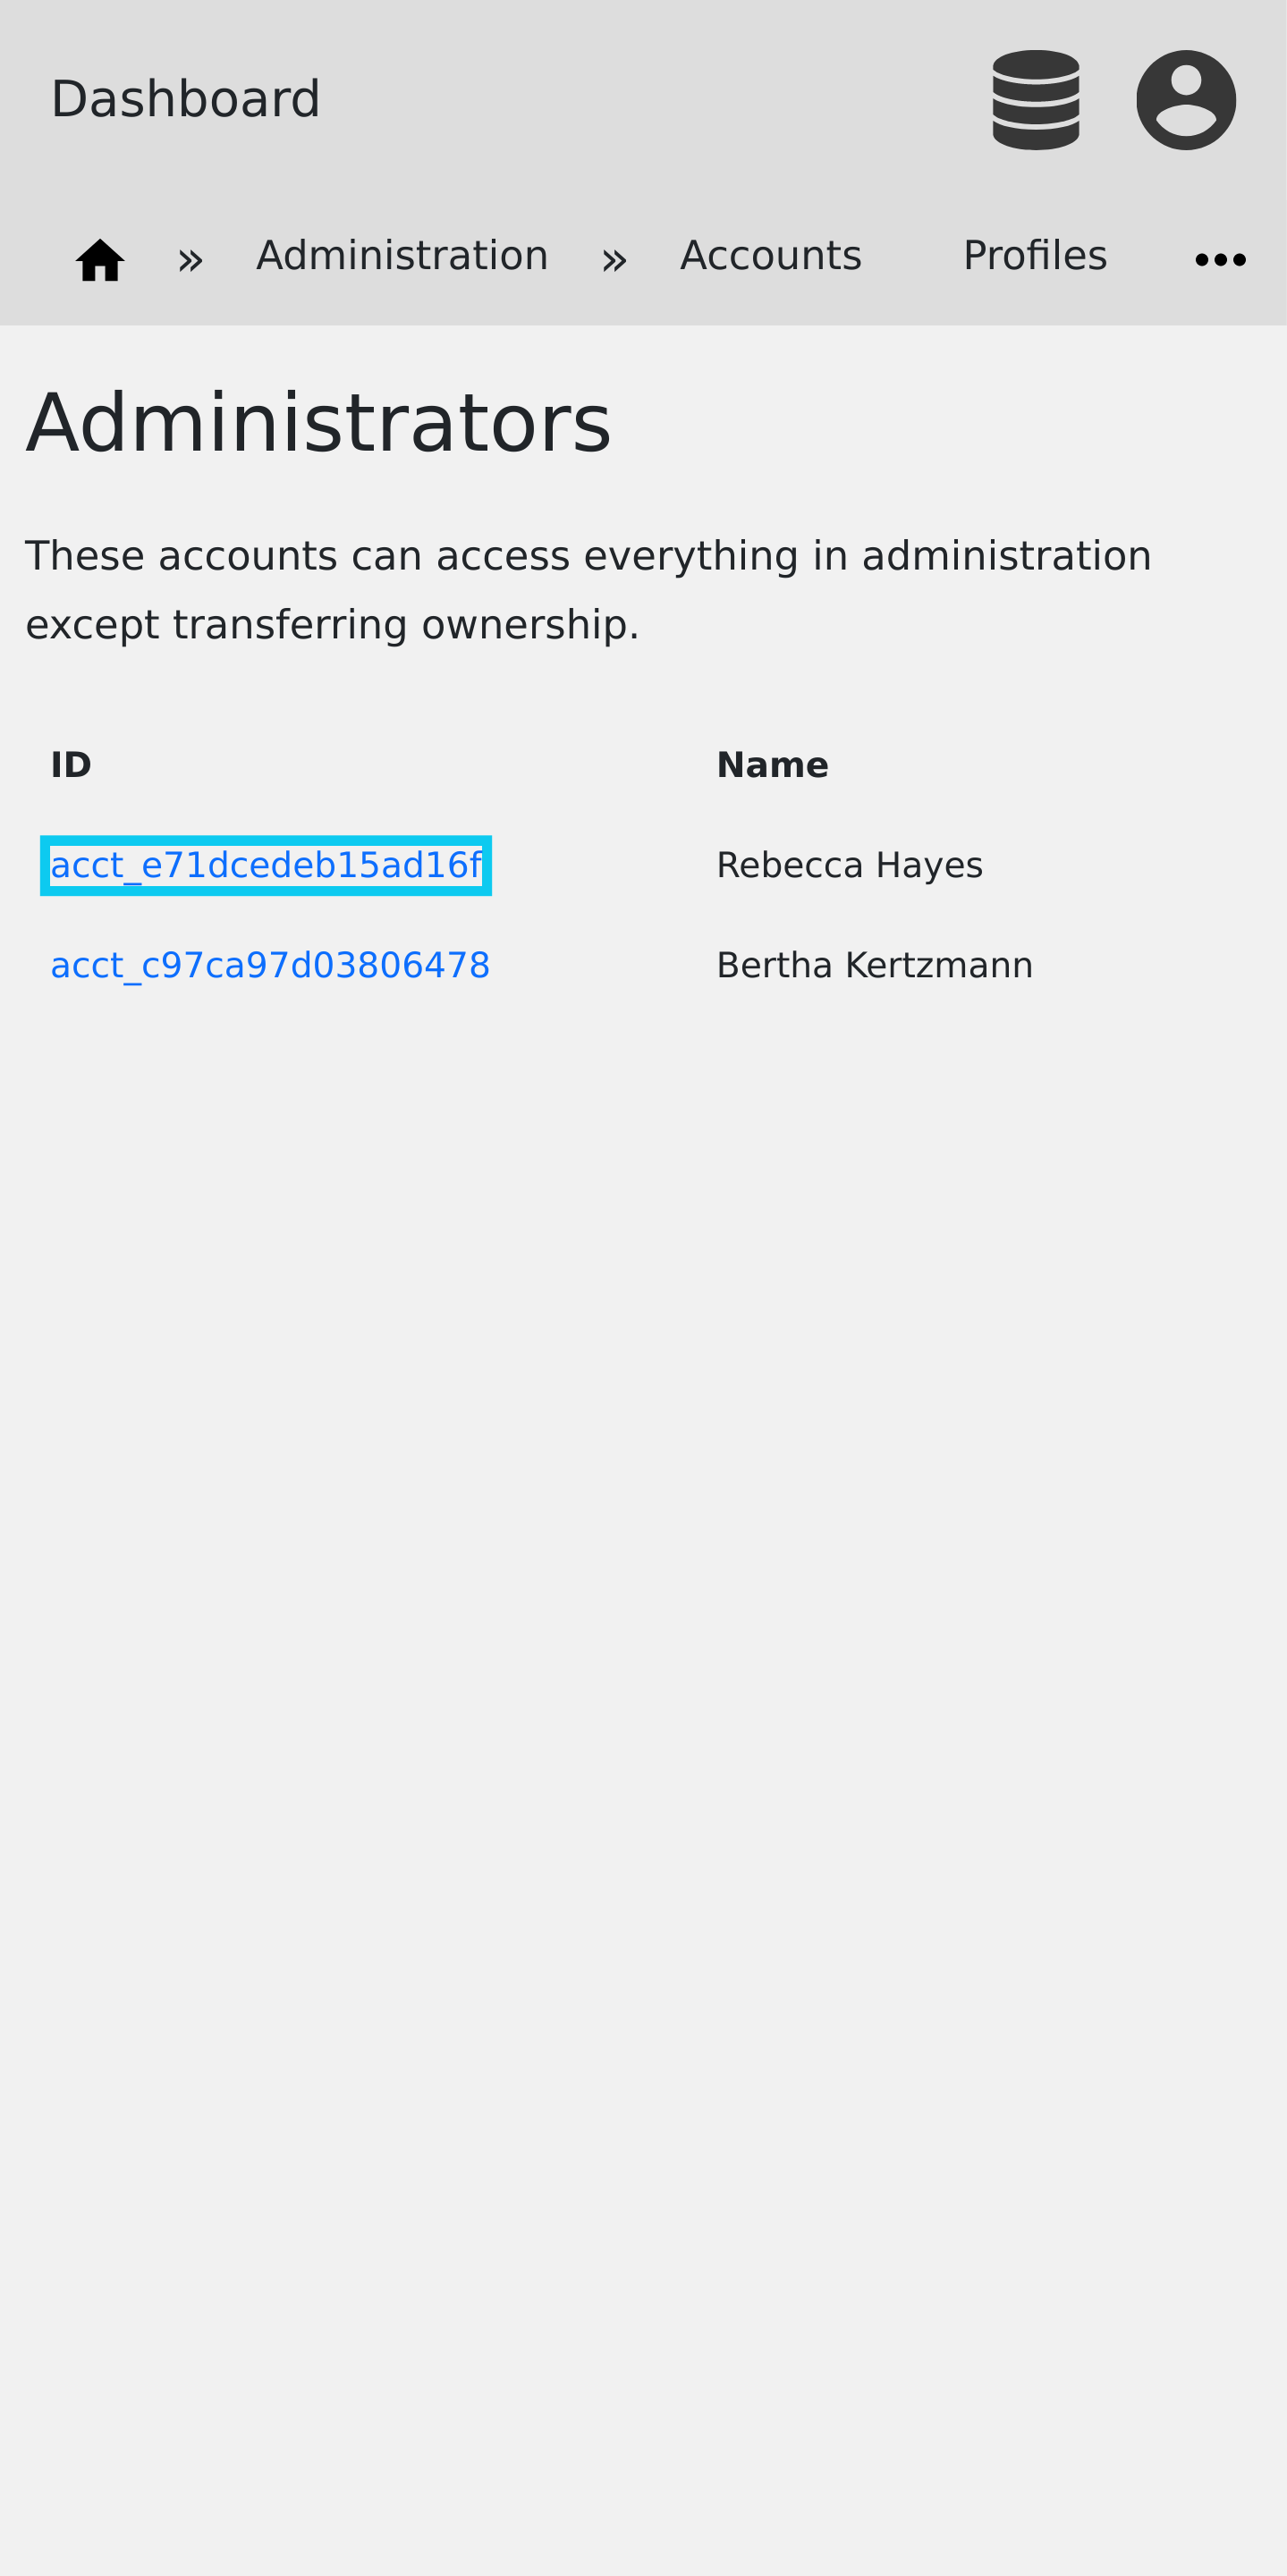 Dashboard
» Administration » Accounts Profiles
Administrators
These accounts can access everything in administration
except transferring ownership.
ID Name
acct_e71dcedeb15ad16f Rebecca Hayes
acct_c97ca97d03806478 Bertha Kertzmann